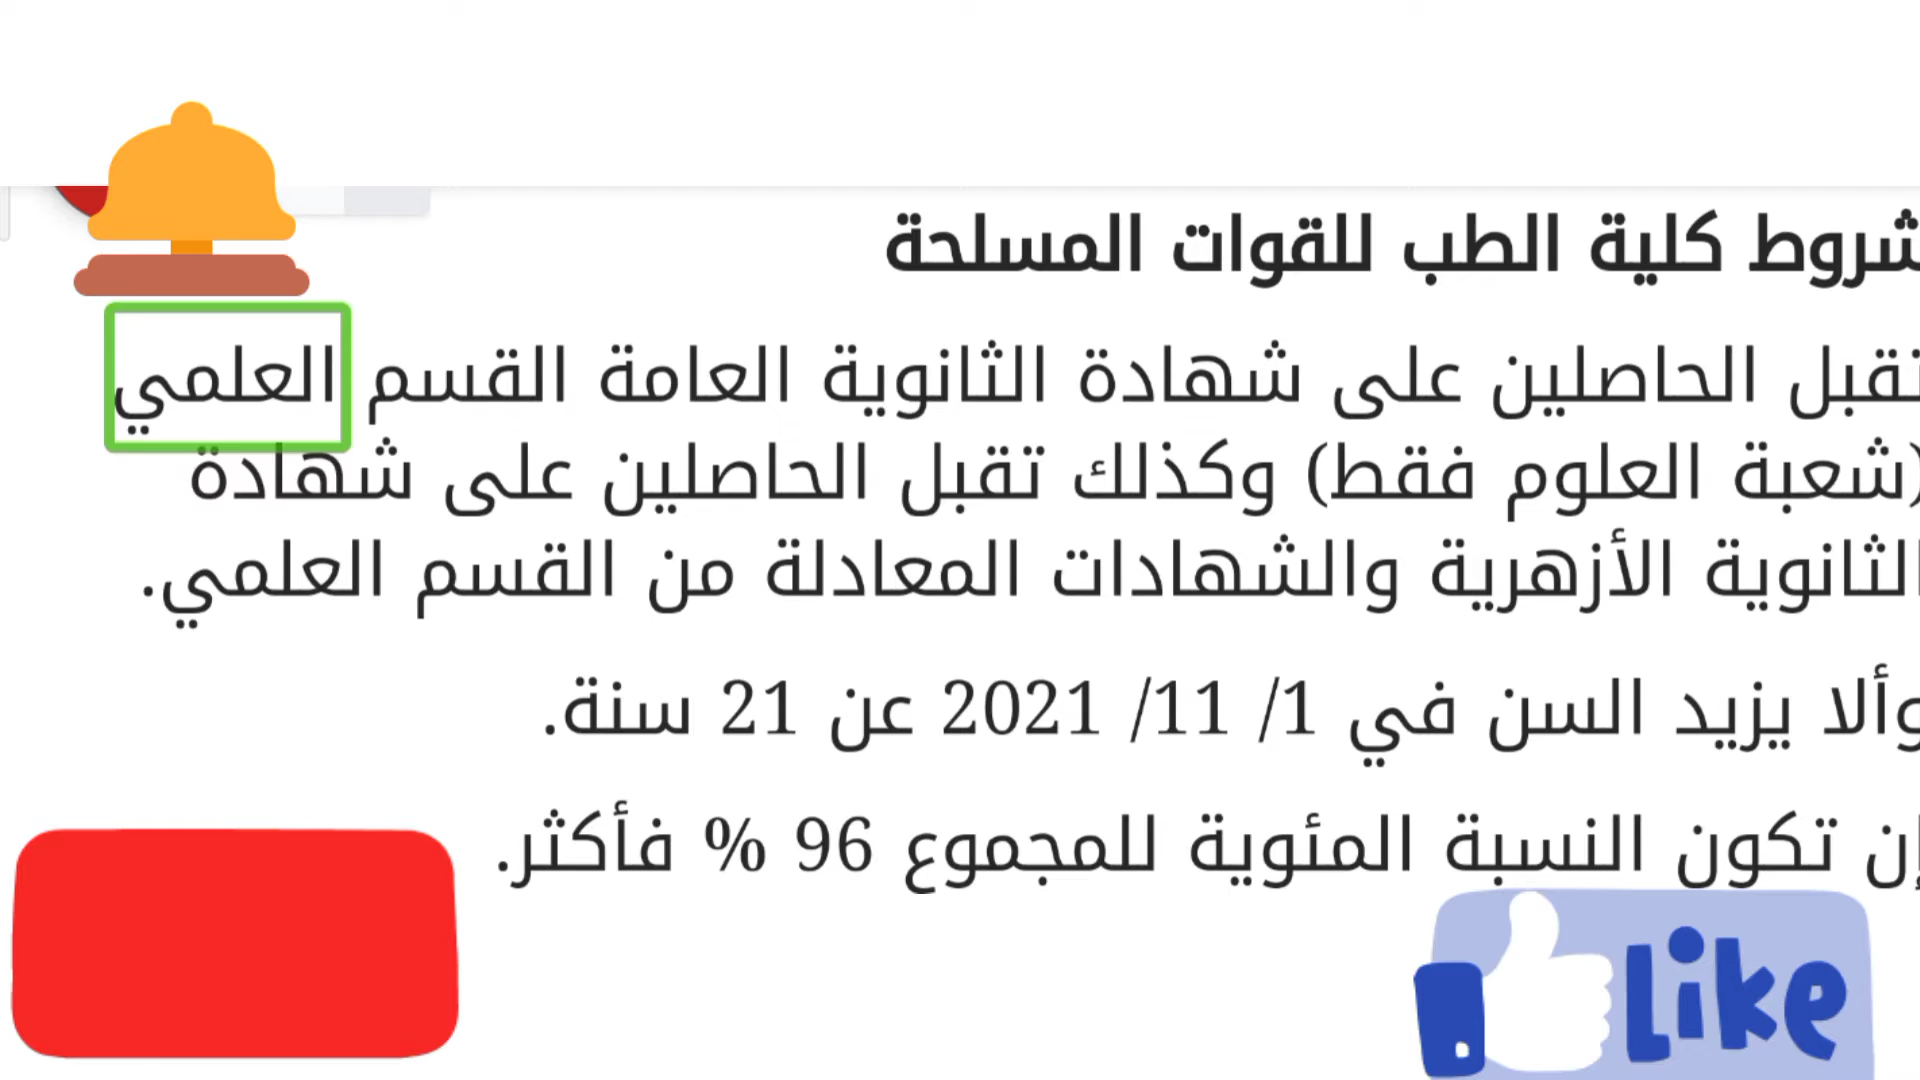 شروط كلية الطب للقوات المسلحة
تقبل الحاصلين على شهادة الثانوية العامة القسم العلمي
(شعبة العلوم فقط) وكذلك تقبل الحاصلين على شهادة
الثانوية الأزهرية والشهادات المعادلة من القسم العلمي.
وألا يزيد السن في 1/ 11/ 2021 عن 21 سنة.
إن تكون النسبة المئوية للمجموع 96 % فأكثر.
Like